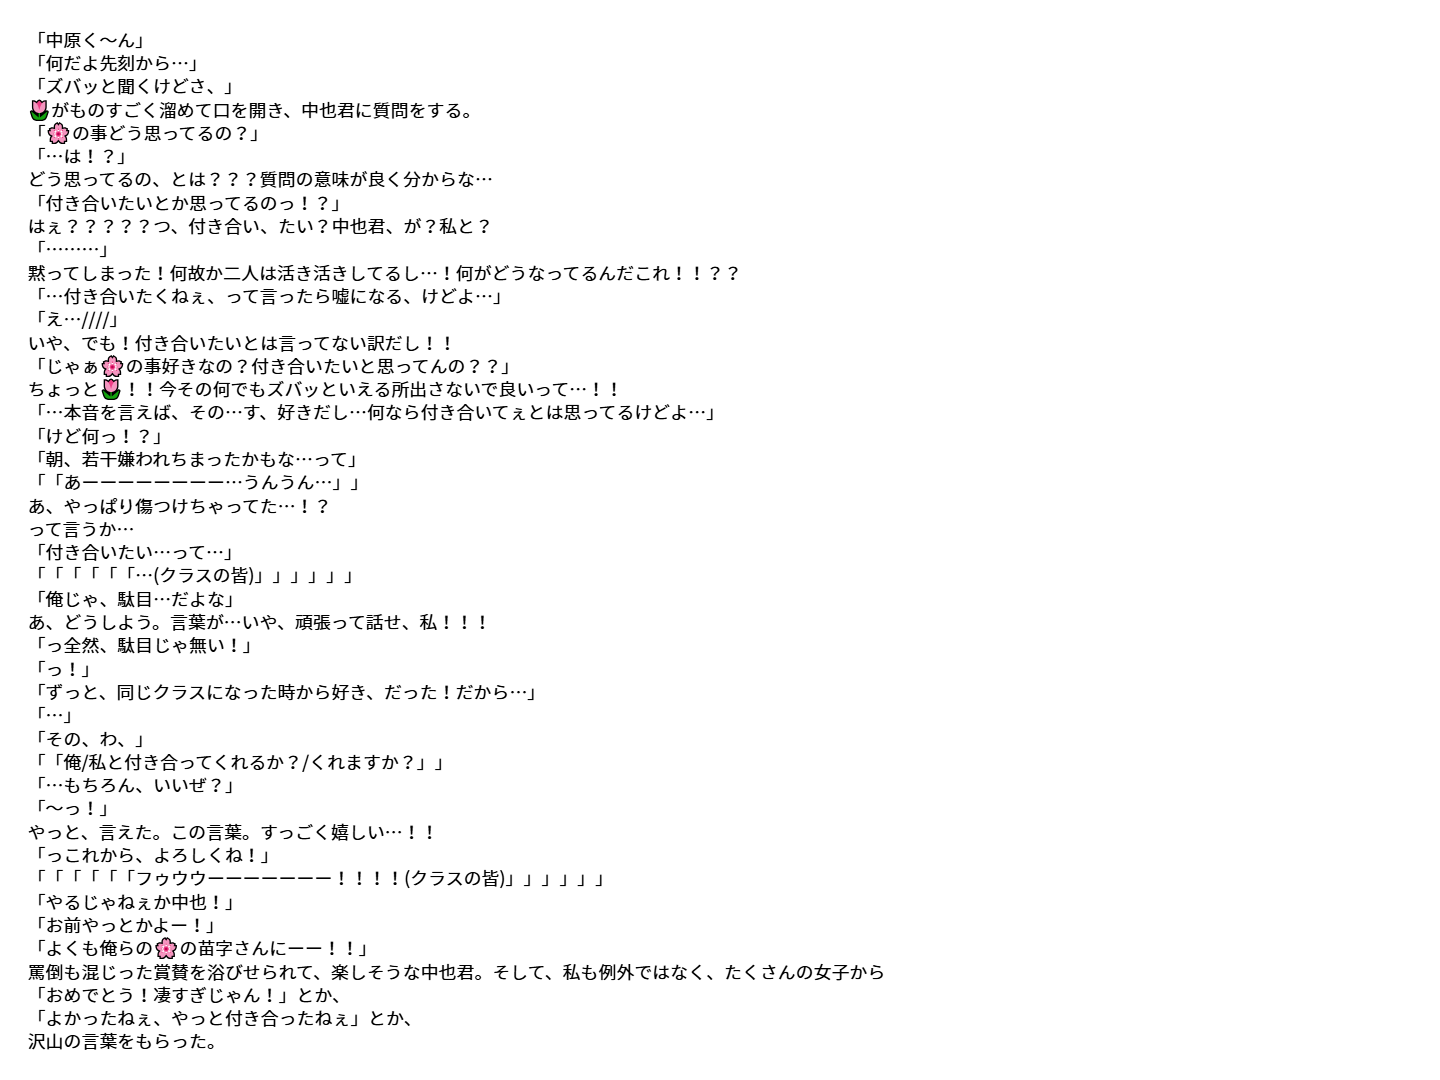 「中原く〜ん」
「何だよ先刻から…」
「ズバッと聞くけどさ、」
🌷がものすごく溜めて口を開き、中也君に質問をする。
「🌸の事どう思ってるの？」
「…は！？」
どう思ってるの、とは？？？質問の意味が良く分からな…
「付き合いたいとか思ってるのっ！？」
はぇ？？？？？つ、付き合い、たい？中也君、が？私と？
「………」
黙ってしまった！何故か二人は活き活きしてるし…！何がどうなってるんだこれ！！？？
「…付き合いたくねぇ、って言ったら嘘になる、けどよ…」
「え…////」
いや、でも！付き合いたいとは言ってない訳だし！！
「じゃぁ🌸の事好きなの？付き合いたいと思ってんの？？」
ちょっと🌷！！今その何でもズバッといえる所出さないで良いって…！！
「…本音を言えば、その…す、好きだし…何なら付き合いてぇとは思ってるけどよ…」
「けど何っ！？」
「朝、若干嫌われちまったかもな…って」
「「あーーーーーーーー…うんうん…」」
あ、やっぱり傷つけちゃってた…！？
って言うか…
「付き合いたい…って…」
「「「「「「…(クラスの皆)」」」」」」
「俺じゃ、駄目…だよな」
あ、どうしよう。言葉が…いや、頑張って話せ、私！！！
「っ全然、駄目じゃ無い！」
「っ！」
「ずっと、同じクラスになった時から好き、だった！だから…」
「…」
「その、わ、」
「「俺/私と付き合ってくれるか？/くれますか？」」
「…もちろん、いいぜ？」
「〜っ！」
やっと、言えた。この言葉。すっごく嬉しい…！！
「っこれから、よろしくね！」
「「「「「「フゥウウーーーーーーー！！！！(クラスの皆)」」」」」」
「やるじゃねぇか中也！」
「お前やっとかよー！」
「よくも俺らの🌸の苗字さんにーー！！」
罵倒も混じった賞賛を浴びせられて、楽しそうな中也君。そして、私も例外ではなく、たくさんの女子から
「おめでとう！凄すぎじゃん！」とか、
「よかったねぇ、やっと付き合ったねぇ」とか、
沢山の言葉をもらった。